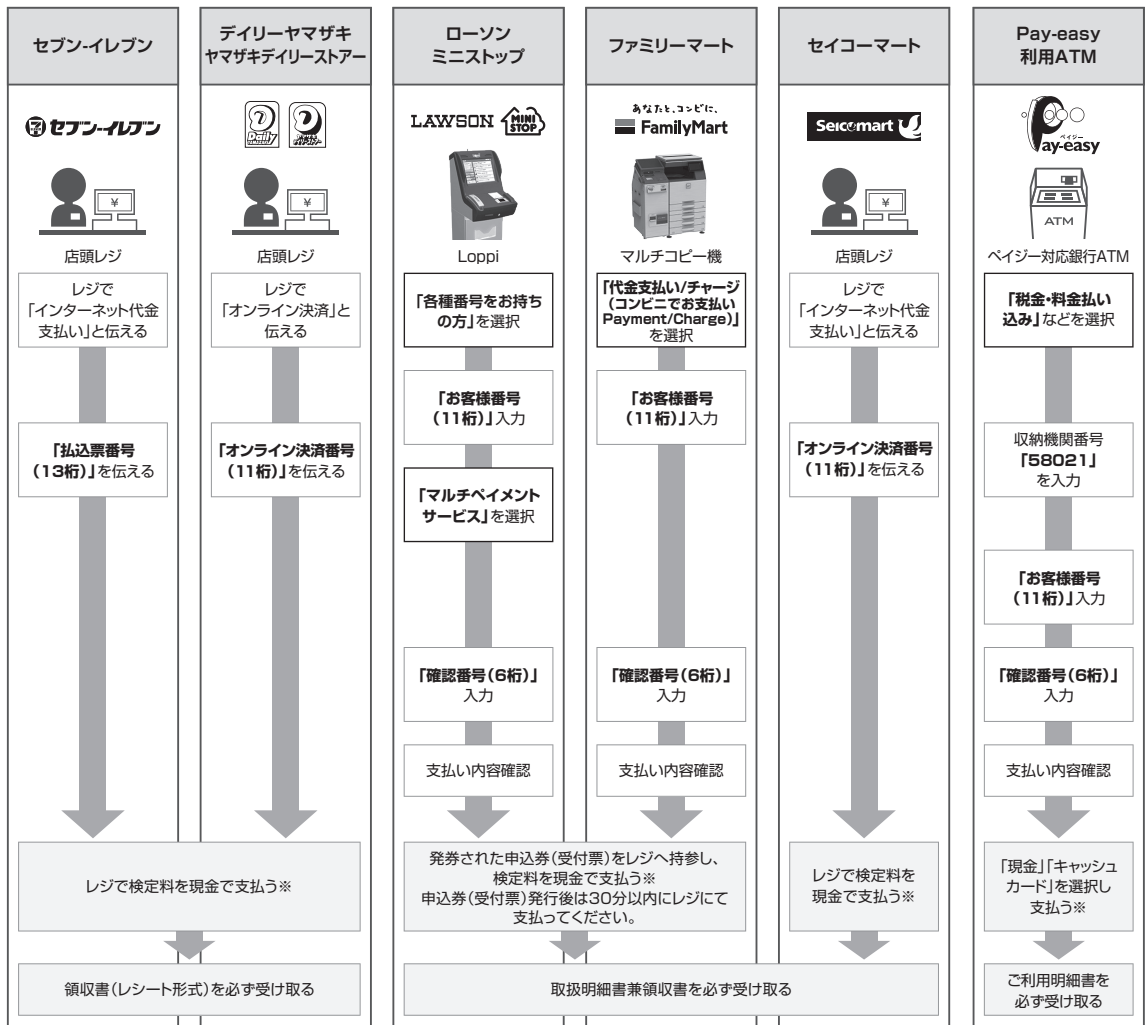 セブン-イレブン
セブン-イレブン
¥
店頭レジ
レジで
「インターネット代金
支払い」と伝える
「払込票番号
(13桁)」を伝える
デイリーヤマザキ
ヤマザキデイリーストアー
Daily
¥
店頭レジ
レジで
「オンライン決済」と
伝える
「オンライン決済番号
(11桁)」を伝える
レジで検定料を現金で支払う※
領収書(レシート形式)を必ず受け取る
ローソン
ミニストップ
LAWSON MINI
STOP
Loppi
「各種番号をお持ち
の方」を選択
「お客様番号
(11桁)」入力
「マルチペイメント
サービス」を選択
「確認番号(6桁)」
入力
支払い内容確認
ファミリーマート
あなたと、コンビに、
FamilyMart
マルチコピー機
「代金支払い/チャージ
(コンビニでお支払い
Payment/Charge)」
を選択
「お客様番号
(11桁)」入力
「確認番号(6桁)」
入力
支払い内容確認
発券された申込券(受付票)をレジへ持参し、
検定料を現金で支払う※
申込券(受付票)発行後は30分以内にレジにて
支払ってください。
セイコーマート
Seicomart
¥
店頭レジ
レジで
「インターネット代金
支払い」と伝える
「オンライン決済番号
(11桁)」を伝える
レジで検定料を
現金で支払う※
取扱明細書兼領収書を必ず受け取る
Pay-easy
利用ATM
ペイジー
Pay-easy
ATM
ペイジー対応銀行ATM
「税金・料金払い
込み」などを選択
収納機関番号
「58021」
を入力
「お客様番号
(11桁)」入力
「確認番号(6桁)」
入力
支払い内容確認
「現金」「キャッシュ
カード」を選択し
支払う※
ご利用明細書を
必ず受け取る